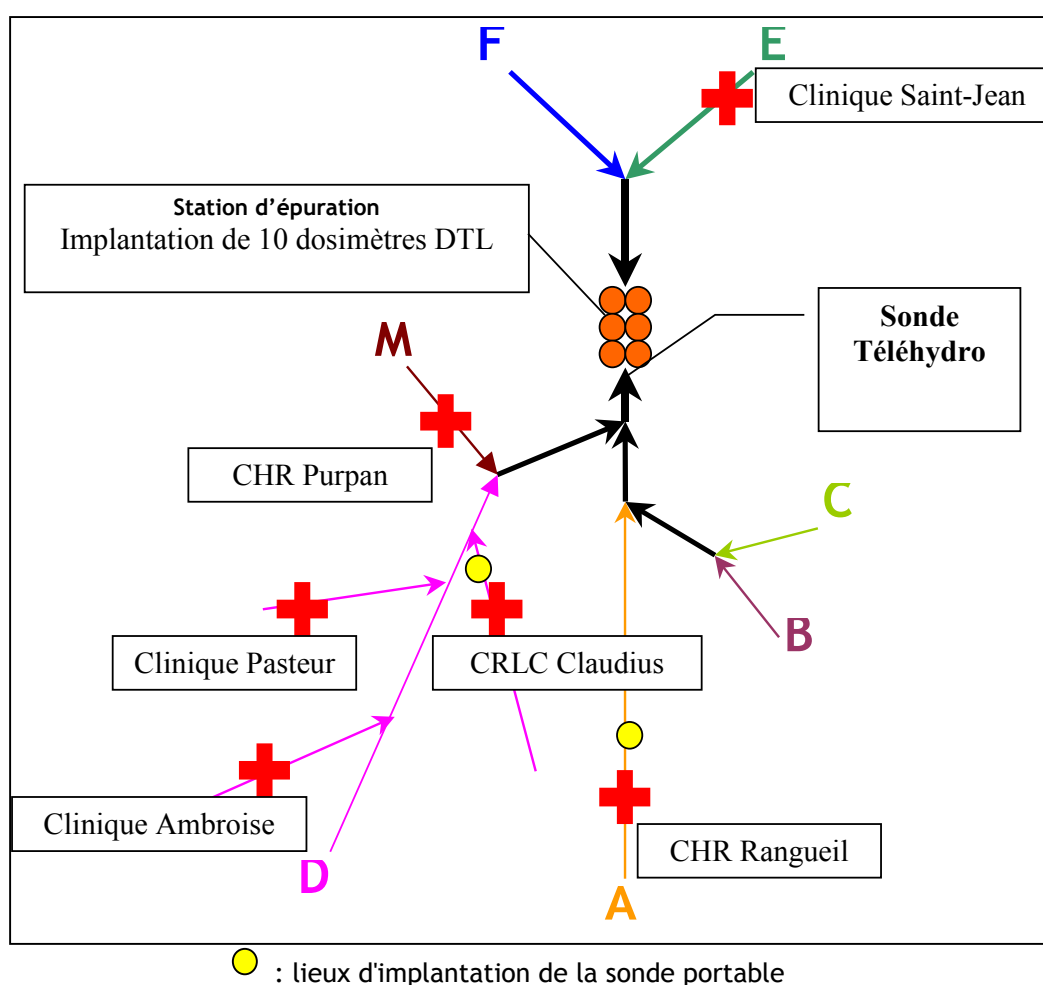 F
E
Clinique Saint-Jean
Station d’épuration
Implantation de 10 dosimètres DTL
Sonde
Téléhydro
M
CHR Purpan
C
B
Clinique Pasteur
CRLC Claudius
Clinique Ambroise
CHR Rangueil
D
A
: lieux d'implantation de la sonde portable